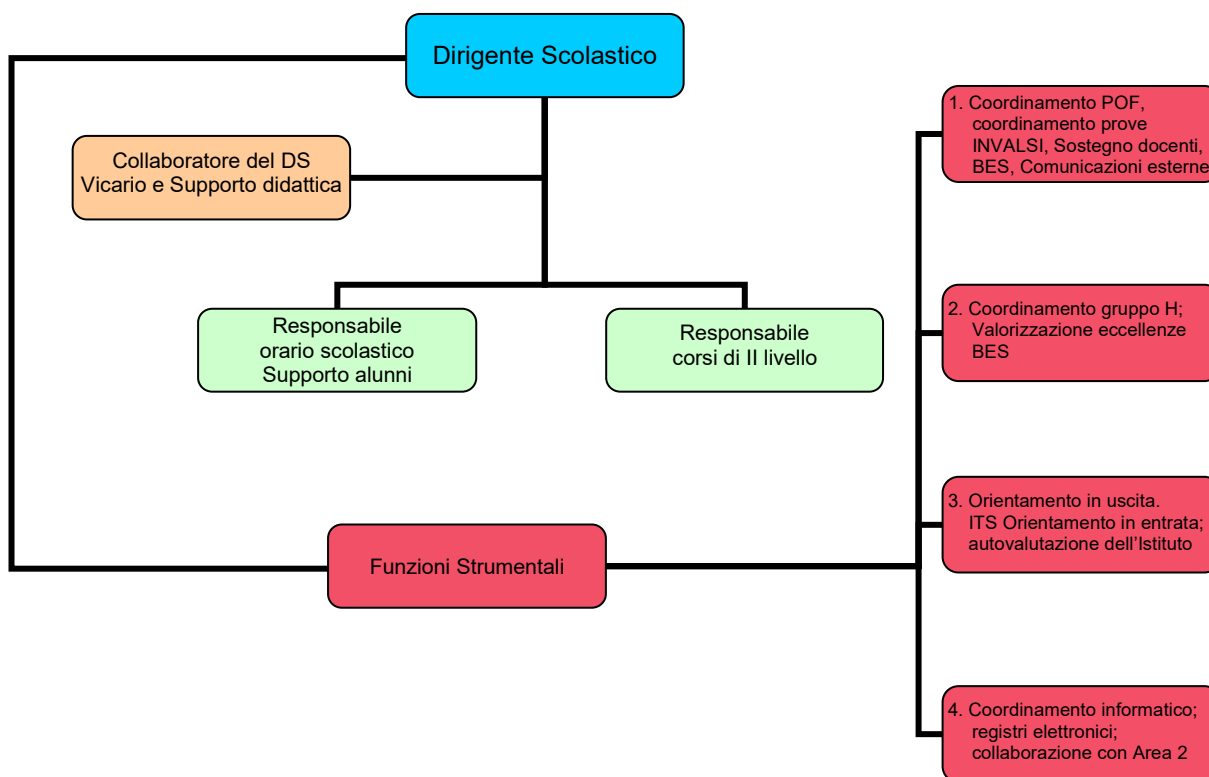 Dirigente Scolastico
Collaboratore del DS
Vicario e Supporto didattica
Responsabile
orario scolastico
Supporto alunni
Responsabile
corsi di II livello
Funzioni Strumentali
1. Coordinamento POF,
coordinamento prove
INVALSI, Sostegno docenti,
BES, Comunicazioni esterne
2. Coordinamento gruppo H;
Valorizzazione eccellenze
BES
3. Orientamento in uscita.
ITS Orientamento in entrata;
autovalutazione dell’Istituto
4. Coordinamento informatico;
registri elettronici;
collaborazione con Area 2